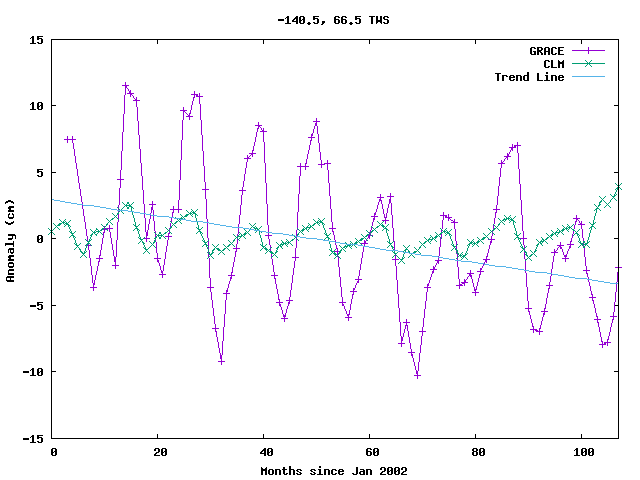 -140.5, 66.5 TWS
GRACE
CLM
Trend Line
15
10
5
0
-5
-10
-15
Anomaly (cm)
0 20 40 60 80 100
Months since Jan 2002